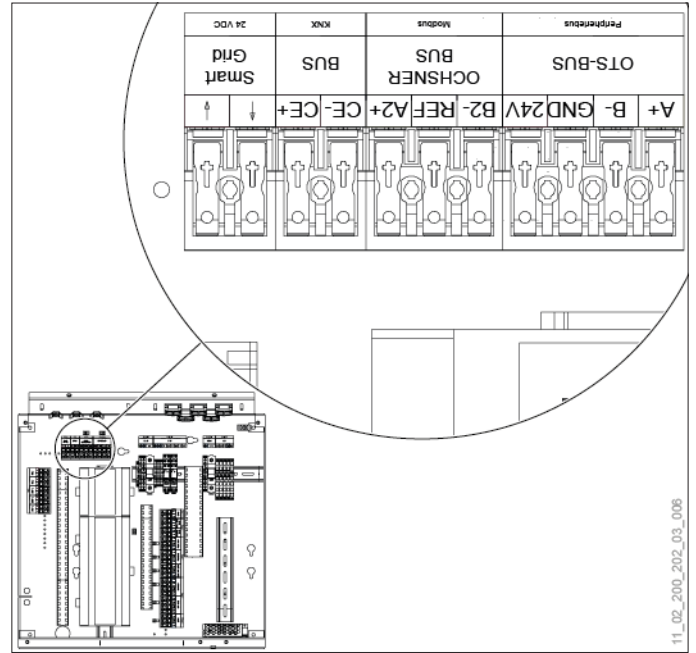 A+ B- GND 24V B2- REF A2+ CE- CE+ ↑ ↓
OTS-BUS
OCHSNER
BUS
BUS
Smart
Grid
Peripheriebus Modbus KNX 24 VDC
11_02_200_202_03_006